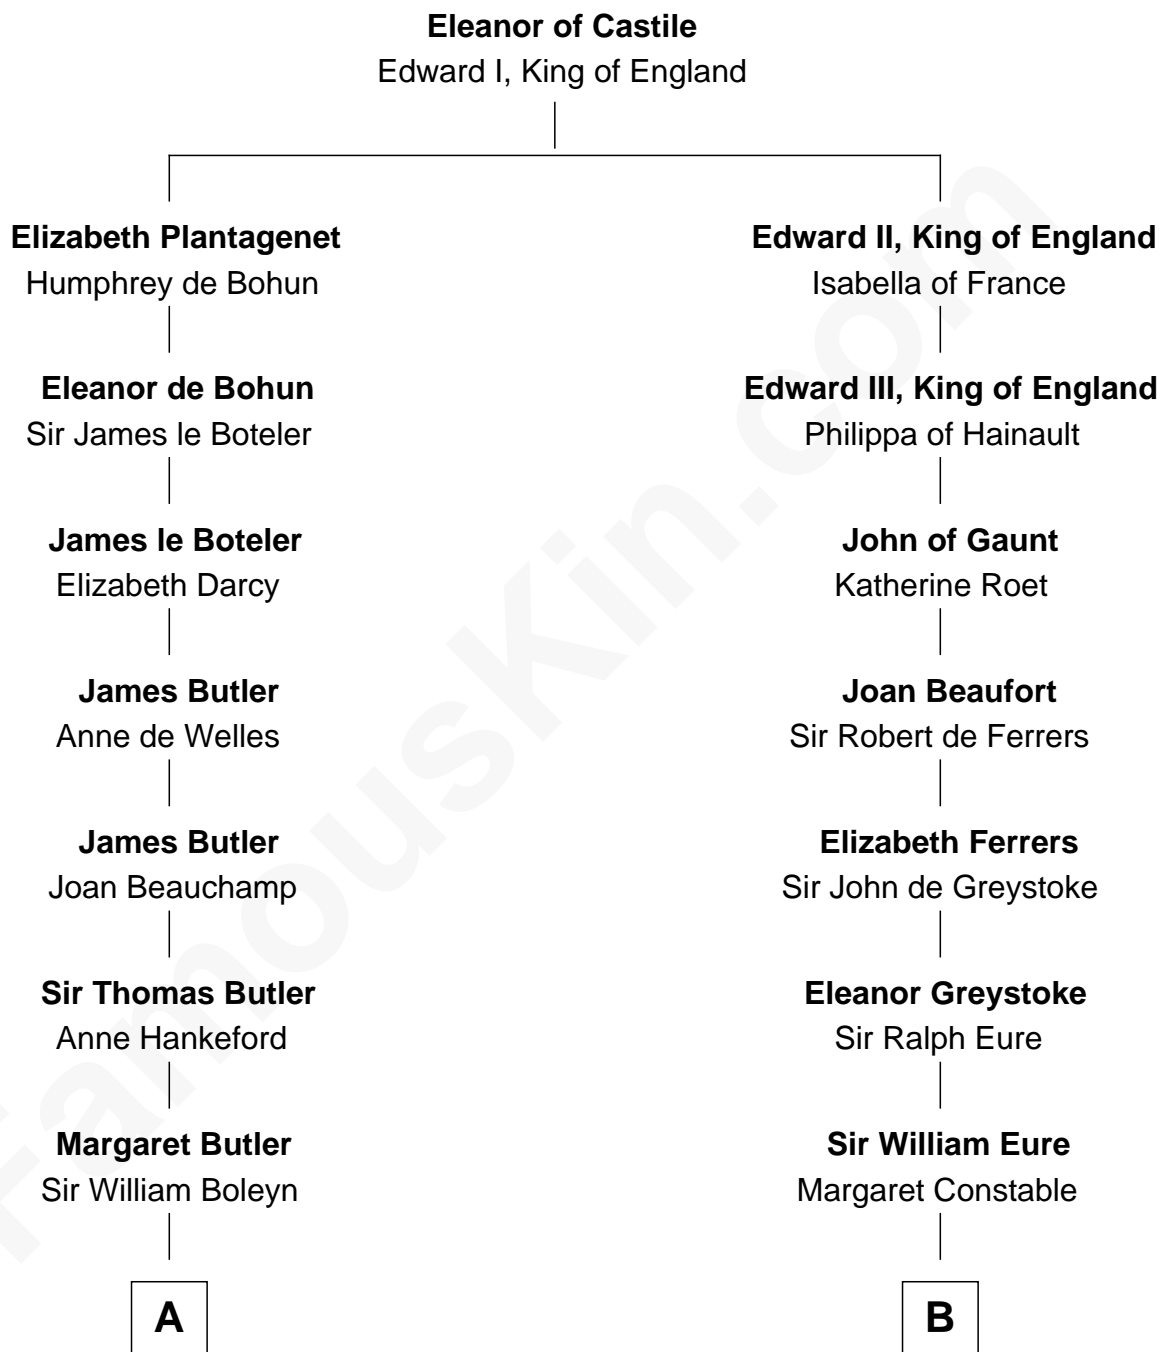 Eleanor of Castile
Edward I, King of England
Elizabeth Plantagenet
Humphrey de Bohun
Eleanor de Bohun
Sir James le Boteler
James le Boteler
Elizabeth Darcy
James Butler
Anne de Welles
James Butler
Joan Beauchamp
Sir Thomas Butler
Anne Hankeford
Margaret Butler
Sir William Boleyn
A
Edward II, King of England
Isabella of France
Edward III, King of England
Philippa of Hainault
John of Gaunt
Katherine Roet
Joan Beaufort
Sir Robert de Ferrers
Elizabeth Ferrers
Sir John de Greystoke
Eleanor Greystoke
Sir Ralph Eure
Sir William Eure
Margaret Constable
B
FamousKin.com